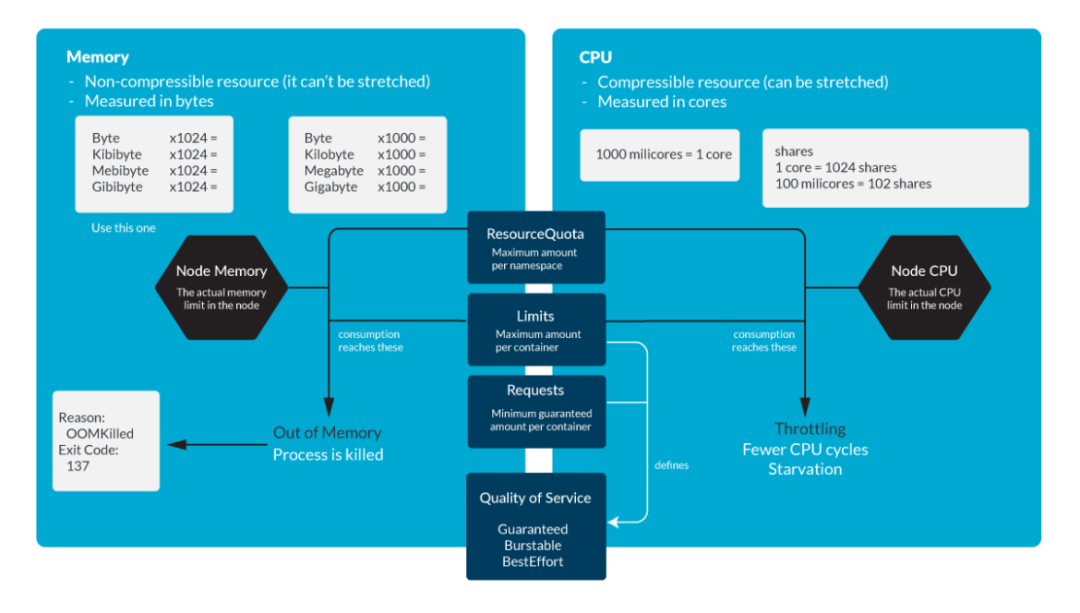 Memory
- Non-compressible resource (it can't be stretched)
- Measured in bytes
Byte x1024 =
Kibibyte x1024 =
Mebibyte x1024 =
Gibibyte x1024 =
Use this one
Byte x1000 =
Kilobyte x1000 =
Megabyte x1000 =
Gigabyte x1000 =
CPU
- Compressible resource (can be stretched)
- Measured in cores
1000 milicores = 1 core
shares
1 core = 1024 shares
100 milicores = 102 shares
Node Memory
The actual memory
limit in the node
ResourceQuota
Maximum amount
per namespace
Node CPU
The actual CPU
limit in the node
Limits
Maximum amount
per container
consumption
reaches these
consumption
reaches these
Requests
Minimum guaranteed
amount per container
Reason:
OOMKilled
Exit Code:
137
Out of Memory
Process is killed
Throttling
Fewer CPU cycles
Starvation
defines
Quality of Service
Guaranteed
Burstable
BestEffort